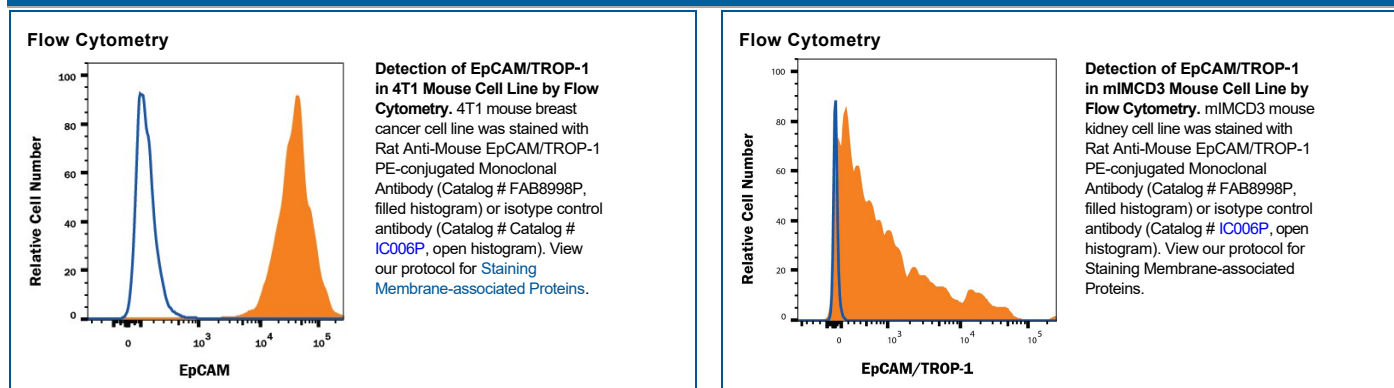 Flow Cytometry
100
80
60
40
20
0
Relative Cell Number
0 10³ 10⁴ 10⁵
EpCAM
Detection of EpCAM/TROP-1
in 4T1 Mouse Cell Line by Flow
Cytometry. 4T1 mouse breast
cancer cell line was stained with
Rat Anti-Mouse EpCAM/TROP-1
PE-conjugated Monoclonal
Antibody (Catalog # FAB8998P,
filled histogram) or isotype control
antibody (Catalog # Catalog #
IC006P, open histogram). View
our protocol for Staining
Membrane-associated Proteins.
Flow Cytometry
100
80
60
40
20
0
Relative Cell Number
0 10³ 10⁴ 10⁵
EpCAM/TROP-1
Detection of EpCAM/TROP-1
in mIMCD3 Mouse Cell Line by
Flow Cytometry. mIMCD3 mouse
kidney cell line was stained with
Rat Anti-Mouse EpCAM/TROP-1
PE-conjugated Monoclonal
Antibody (Catalog # FAB8998P,
filled histogram) or isotype control
antibody (Catalog # IC006P, open
histogram). View our protocol for
Staining Membrane-associated
Proteins.